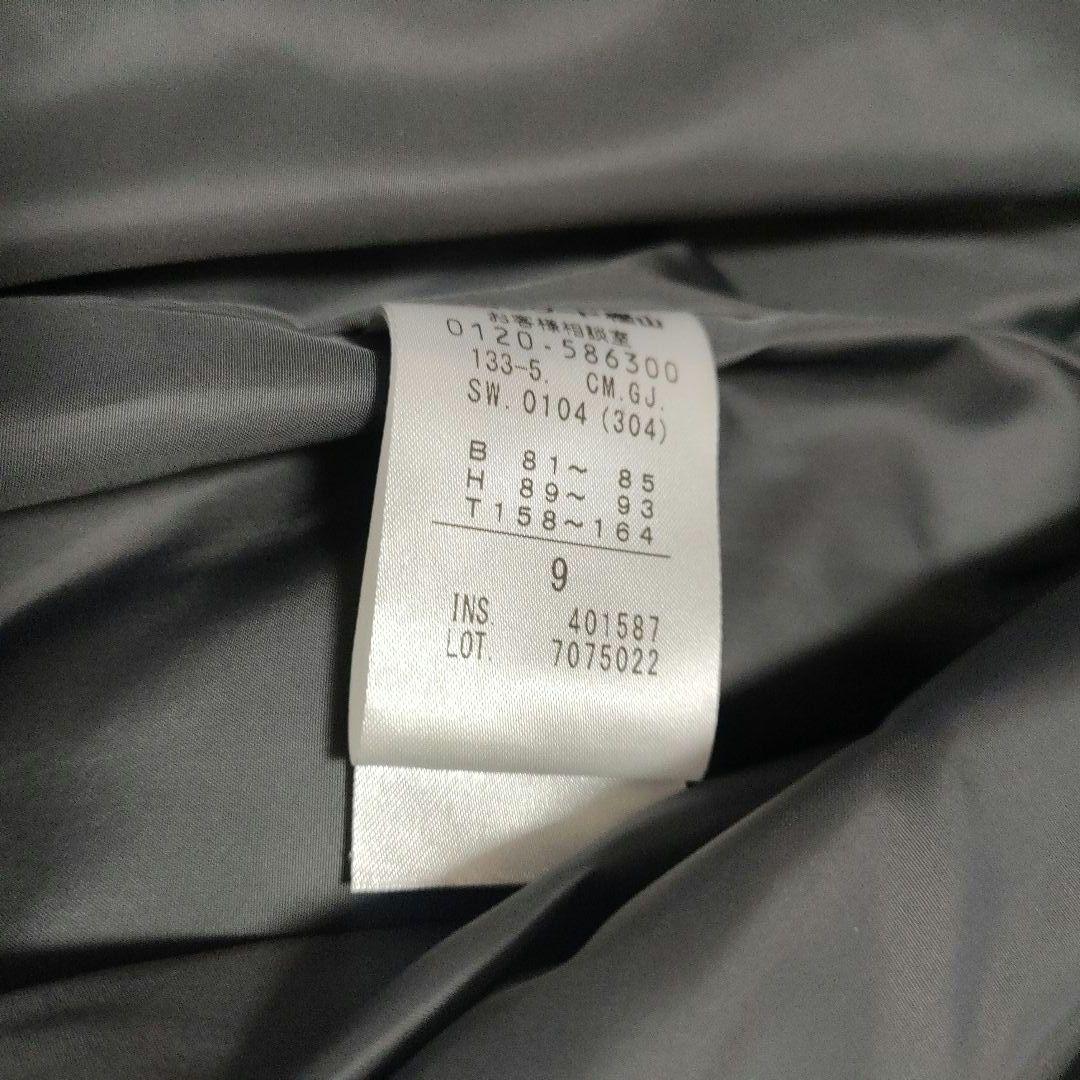 お客様相談室
0120-586300
133-5. CM.GJ.
SW. 0104 (304)
B 81~ 85
H 89~ 93
T158~164
9
INS. 401587
LOT. 7075022